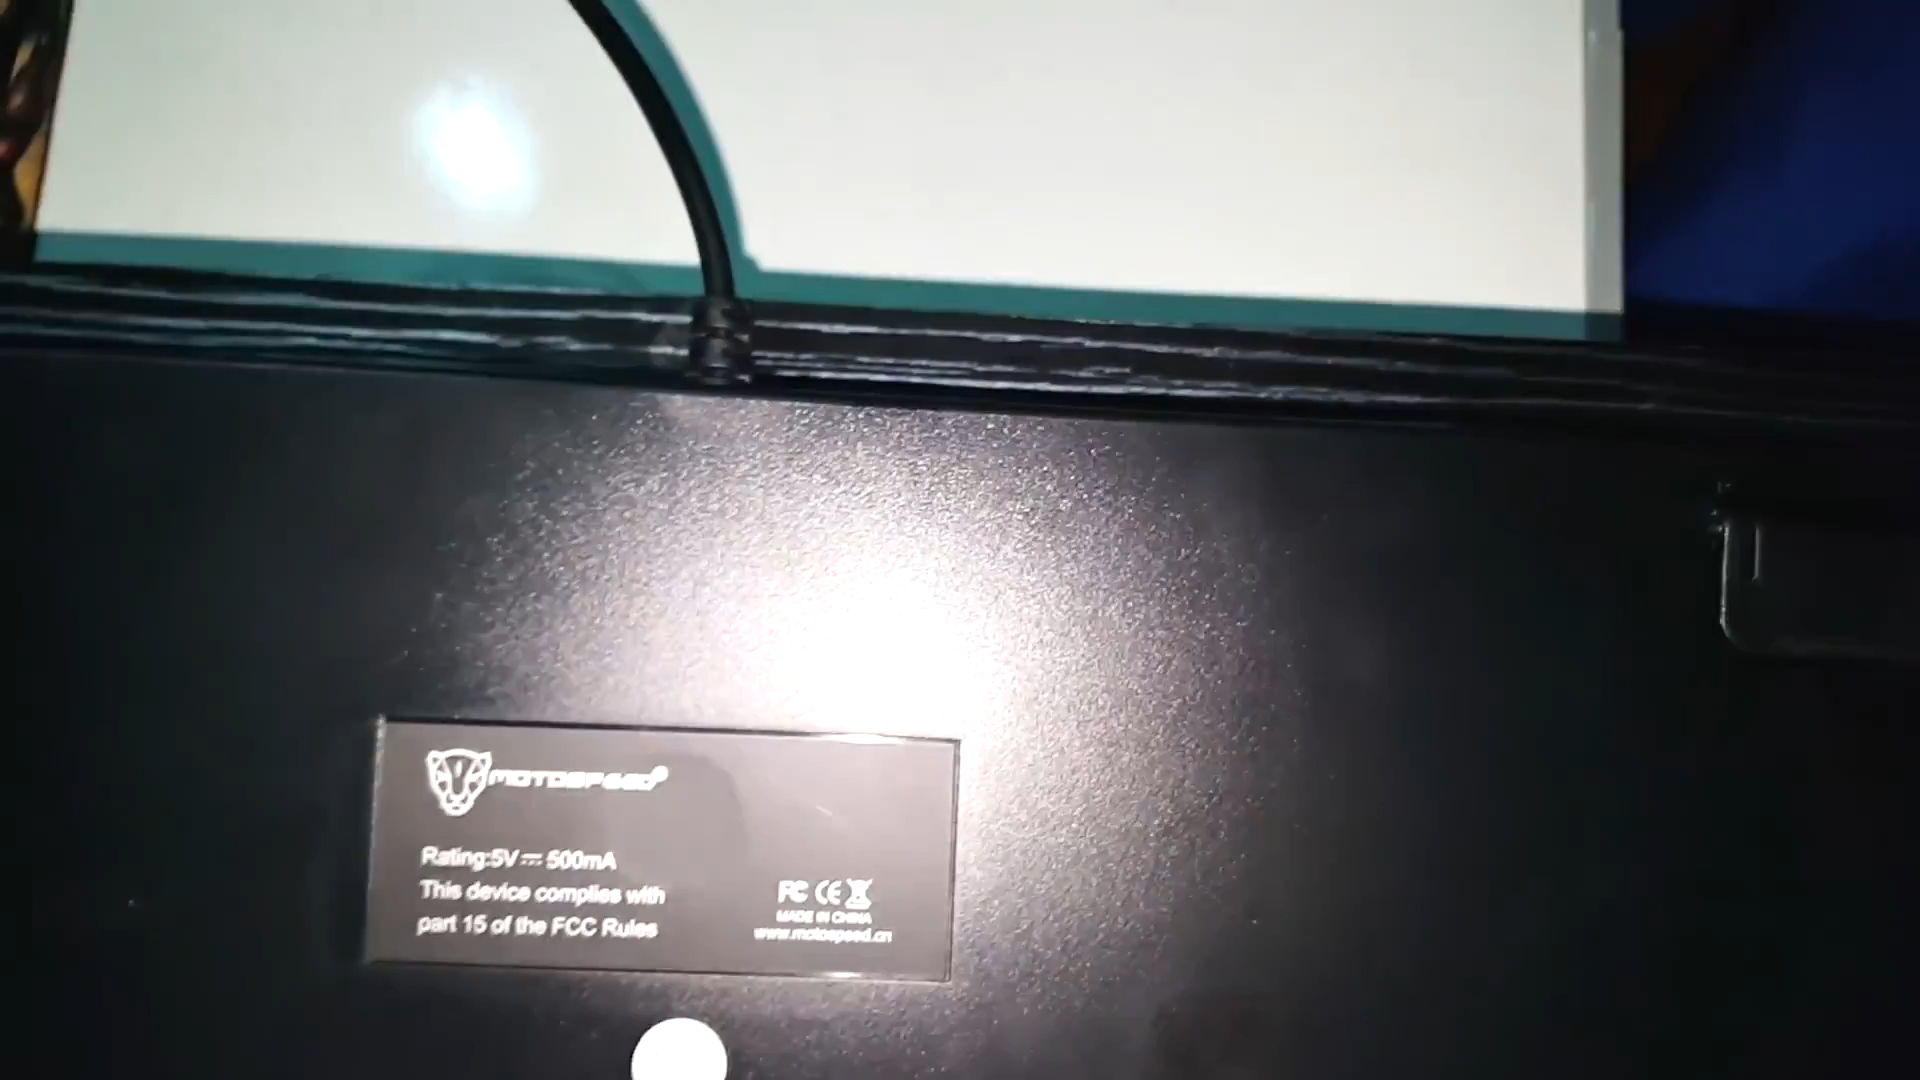 MOTOSPEED®
Rating:5V⎓ 500mA
This device complies with
part 15 of the FCC Rules
FC CE
MADE IN CHINA
www.motospeed.cn